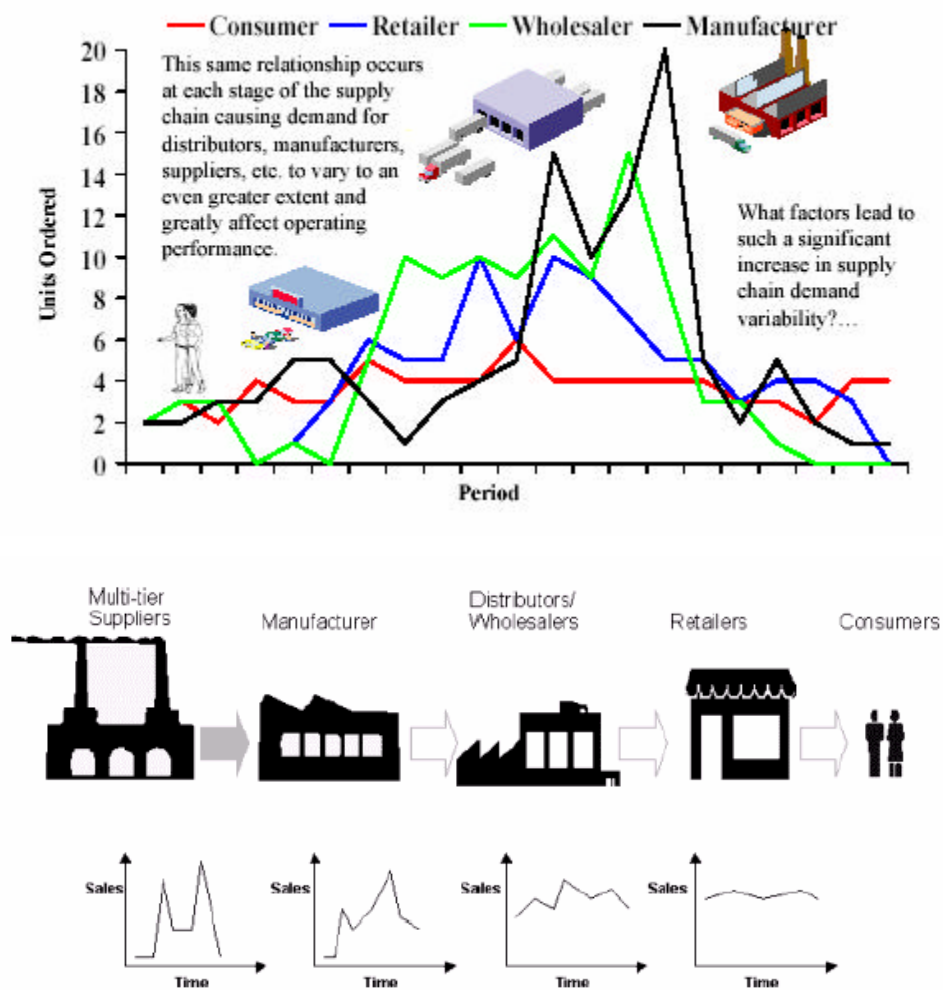 Consumer Retailer Wholesaler Manufacturer
20
18
16
14
12
10
8
6
4
2
0
Units Ordered
This same relationship occurs
at each stage of the supply
chain causing demand for
distributors, manufacturers,
suppliers, etc. to vary to an
even greater extent and
greatly affect operating
performance.
What factors lead to
such a significant
increase in supply
chain demand
variability?...
Period
Multi-tier
Suppliers
Manufacturer
Distributors/
Wholesalers
Retailers
Consumers
Sales
Time
Sales
Time
Sales
Time
Sales
Time